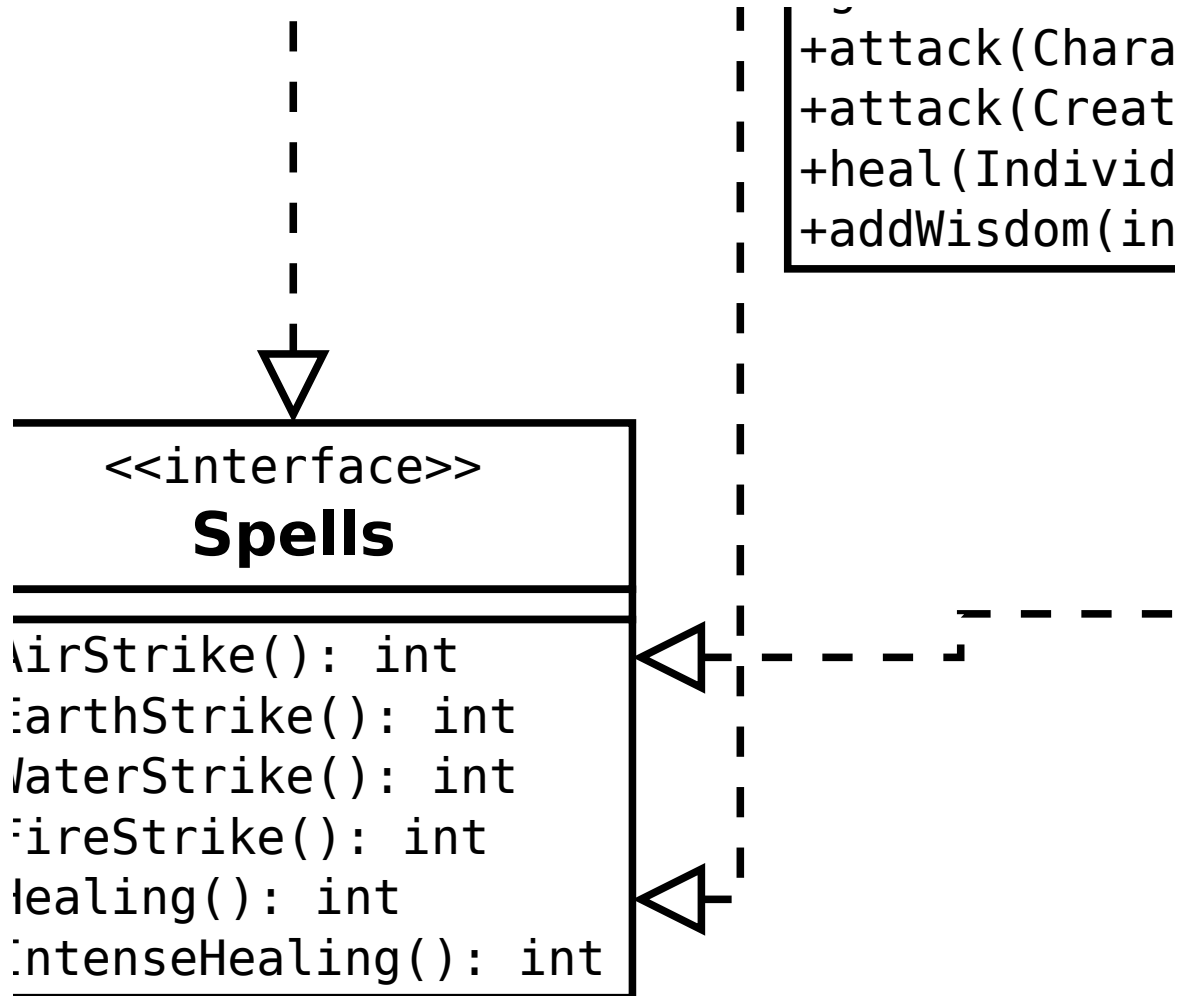 +attack(Chara
+attack(Creat
+heal(Individ
+addWisdom(in
<<interface>>
Spells
AirStrike(): int
EarthStrike(): int
WaterStrike(): int
FireStrike(): int
Healing(): int
IntenseHealing(): int